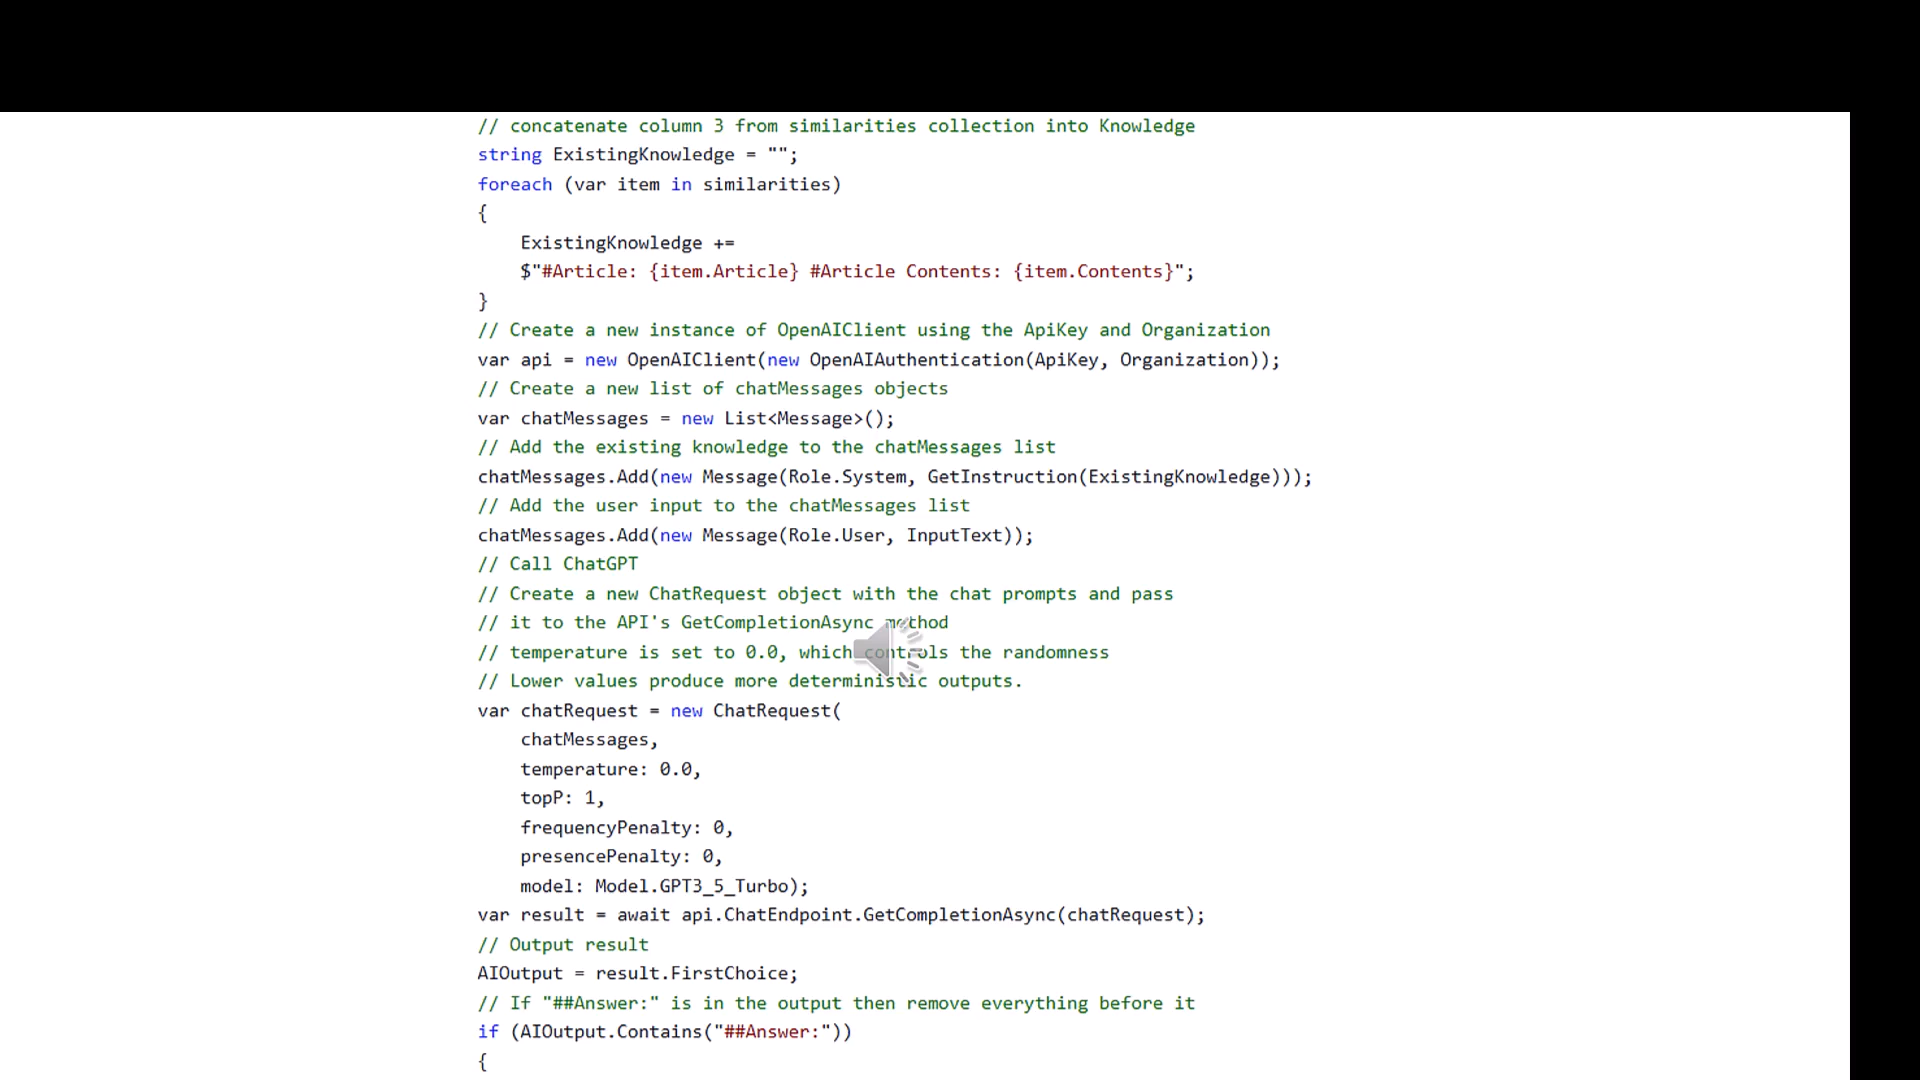 // concatenate column 3 from similarities collection into Knowledge
string ExistingKnowledge = "";
foreach (var item in similarities)
{
    ExistingKnowledge +=
    $"#Article: {item.Article} #Article Contents: {item.Contents}";
}
// Create a new instance of OpenAIClient using the ApiKey and Organization
var api = new OpenAIClient(new OpenAIAuthentication(ApiKey, Organization));
// Create a new list of chatMessages objects
var chatMessages = new List<Message>();
// Add the existing knowledge to the chatMessages list
chatMessages.Add(new Message(Role.System, GetInstruction(ExistingKnowledge)));
// Add the user input to the chatMessages list
chatMessages.Add(new Message(Role.User, InputText));
// Call ChatGPT
// Create a new ChatRequest object with the chat prompts and pass
// it to the API's GetCompletionAsync method
// temperature is set to 0.0, which controls the randomness
// Lower values produce more deterministic outputs.
var chatRequest = new ChatRequest(
    chatMessages,
    temperature: 0.0,
    topP: 1,
    frequencyPenalty: 0,
    presencePenalty: 0,
    model: Model.GPT3_5_Turbo);
var result = await api.ChatEndpoint.GetCompletionAsync(chatRequest);
// Output result
AIOutput = result.FirstChoice;
// If "##Answer:" is in the output then remove everything before it
if (AIOutput.Contains("##Answer:"))
{